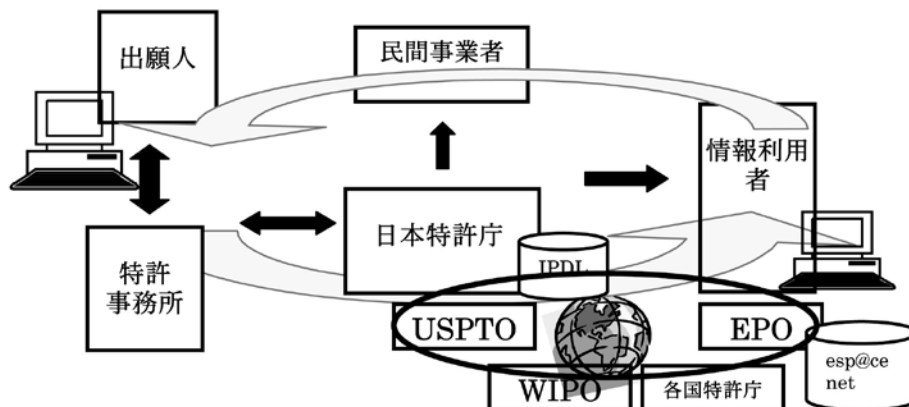 出願人
民間事業者
情報利用
者
日本特許庁
IPDL
特許
事務所
USPTO
EPO
esp@ce
net
WIPO
各国特許庁